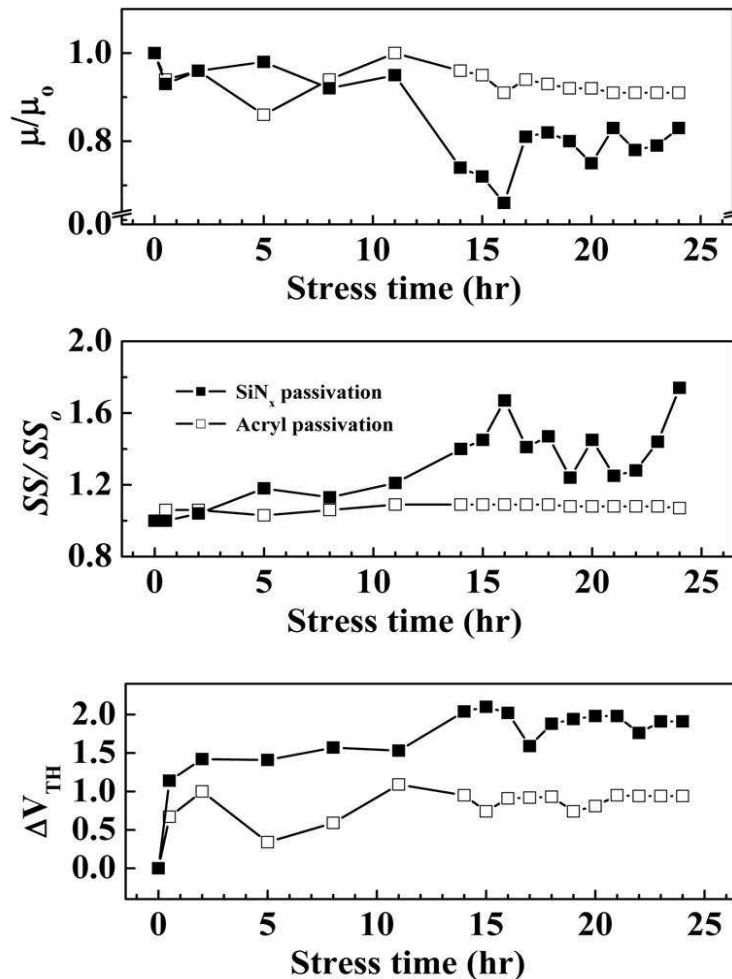 μ/μₒ
1.0
0.8
0.0
0 5 10 15 20 25
Stress time (hr)
SS/ SSₒ
2.0
1.6
1.2
0.8
SiNₓ passivation
Acryl passivation
0 5 10 15 20 25
Stress time (hr)
ΔV_TH
2.0
1.5
1.0
0.5
0.0
0 5 10 15 20 25
Stress time (hr)